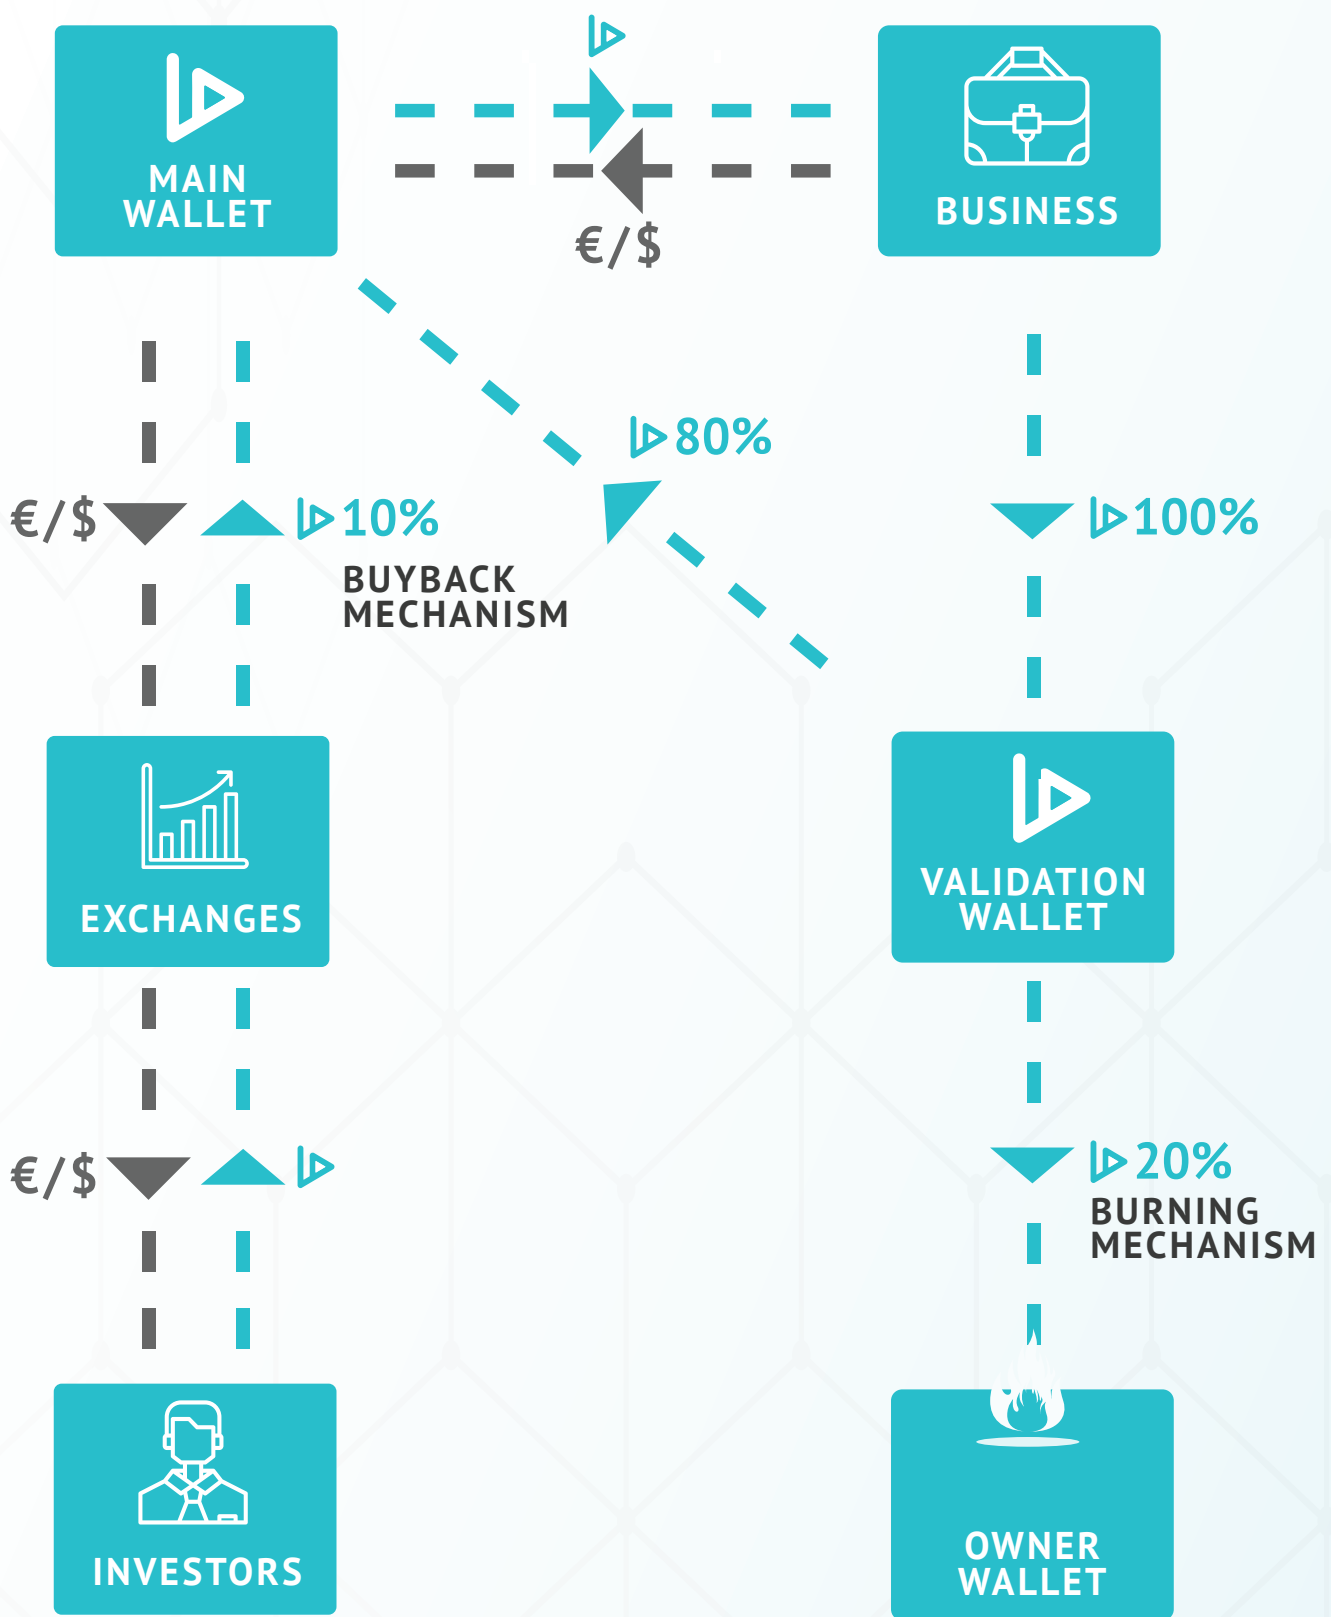 MAIN
WALLET
BUSINESS
€/$
80%
€/$
10%
BUYBACK
MECHANISM
100%
EXCHANGES
VALIDATION
WALLET
€/$
20%
BURNING
MECHANISM
INVESTORS
OWNER
WALLET